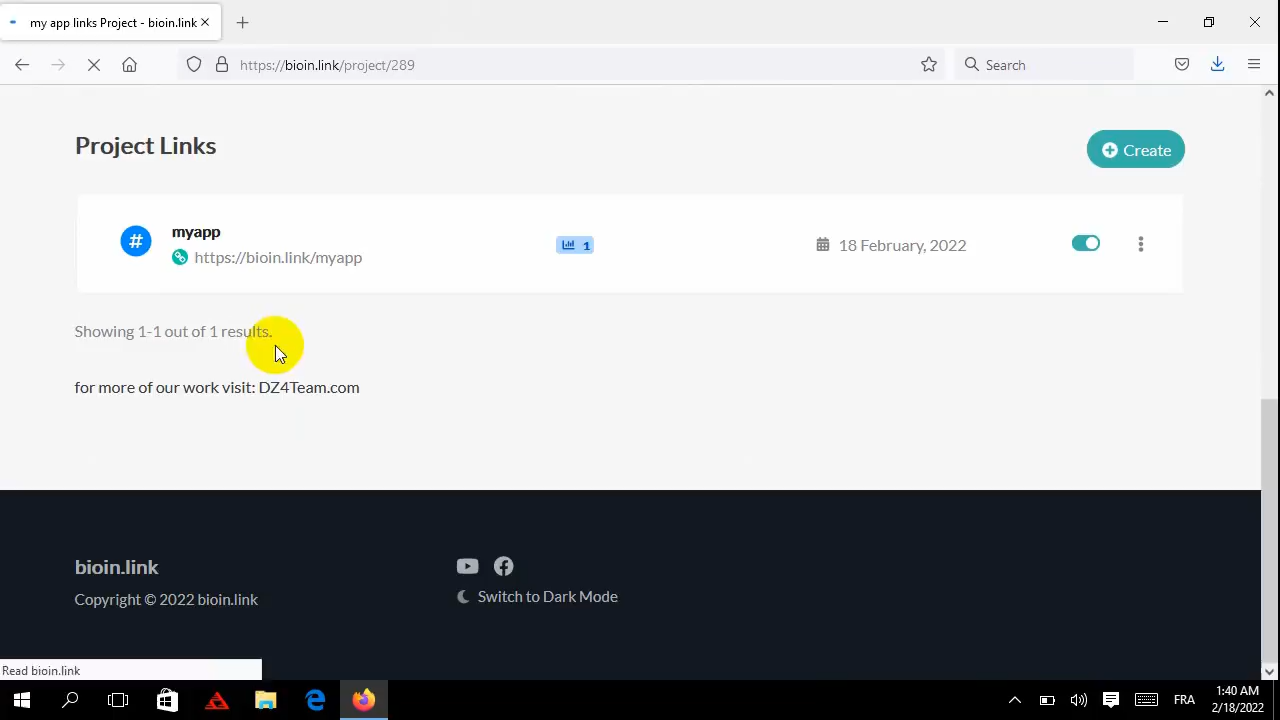 my app links Project - bioin.link
https://bioin.link/project/289
Search
Project Links
Create
myapp
https://bioin.link/myapp
1
18 February, 2022
Showing 1-1 out of 1 results.
for more of our work visit: DZ4Team.com
bioin.link
Copyright © 2022 bioin.link
Switch to Dark Mode
Read bioin.link
FRA
1:40 AM
2/18/2022